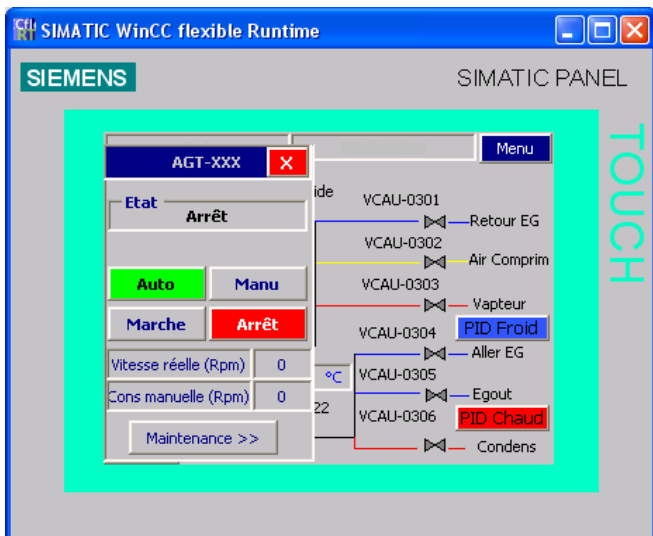 SIMATIC WinCC flexible Runtime
SIEMENS
SIMATIC PANEL
TOUCH
Menu
AGT-XXX X
Etat
Arrêt
Auto Manu
Marche Arrêt
Vitesse réelle (Rpm) 0
Cons manuelle (Rpm) 0
Maintenance >>
ide
VCAU-0301
Retour EG
VCAU-0302
Air Comprim
VCAU-0303
Vapteur
VCAU-0304 PID Froid
Aller EG
°C VCAU-0305
Egout
22 VCAU-0306 PID Chaud
Condens